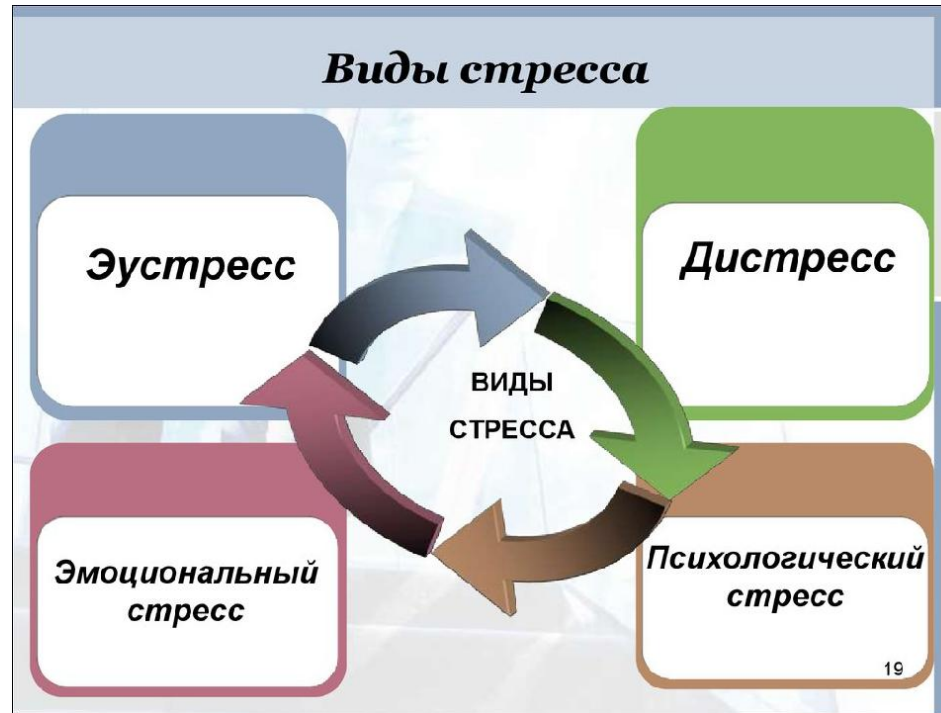 Виды стресса
Эустресс
Дистресс
ВИДЫ
СТРЕССА
Эмоциональный
стресс
Психологический
стресс
19